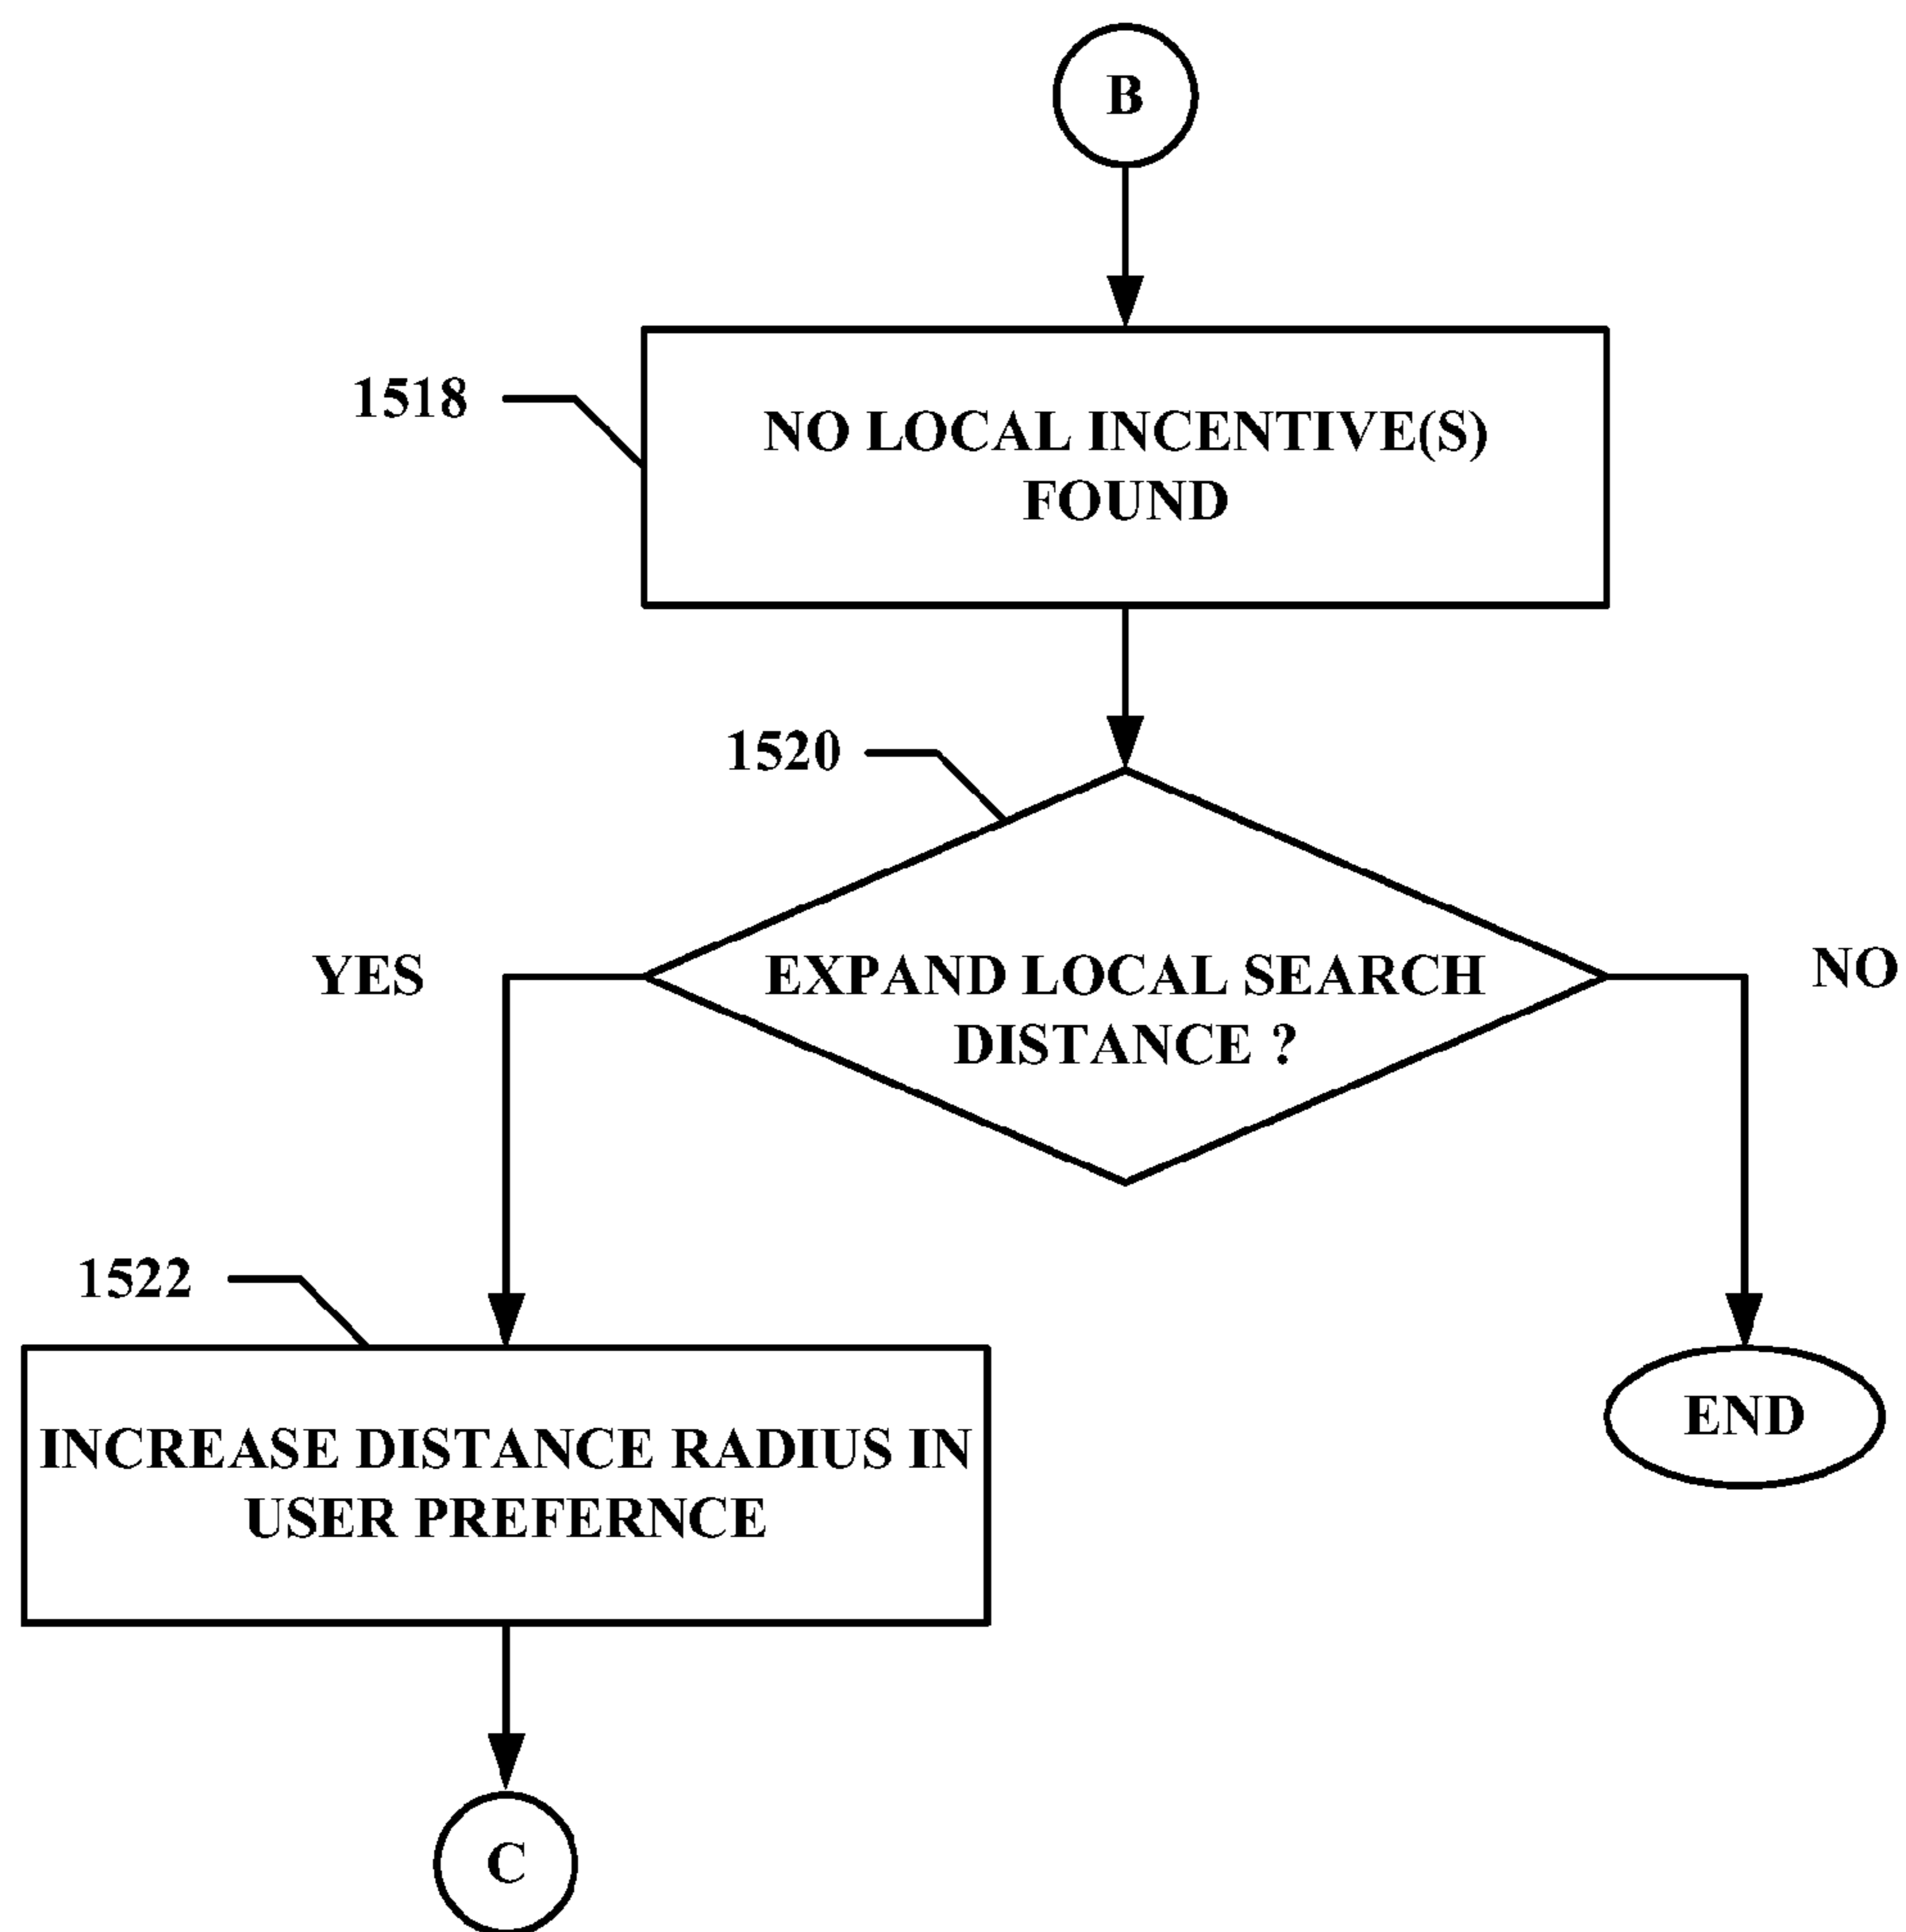 B
1518
NO LOCAL INCENTIVE(S)
FOUND
1520
YES
EXPAND LOCAL SEARCH
DISTANCE ?
NO
1522
INCREASE DISTANCE RADIUS IN
USER PREFERNCE
END
C